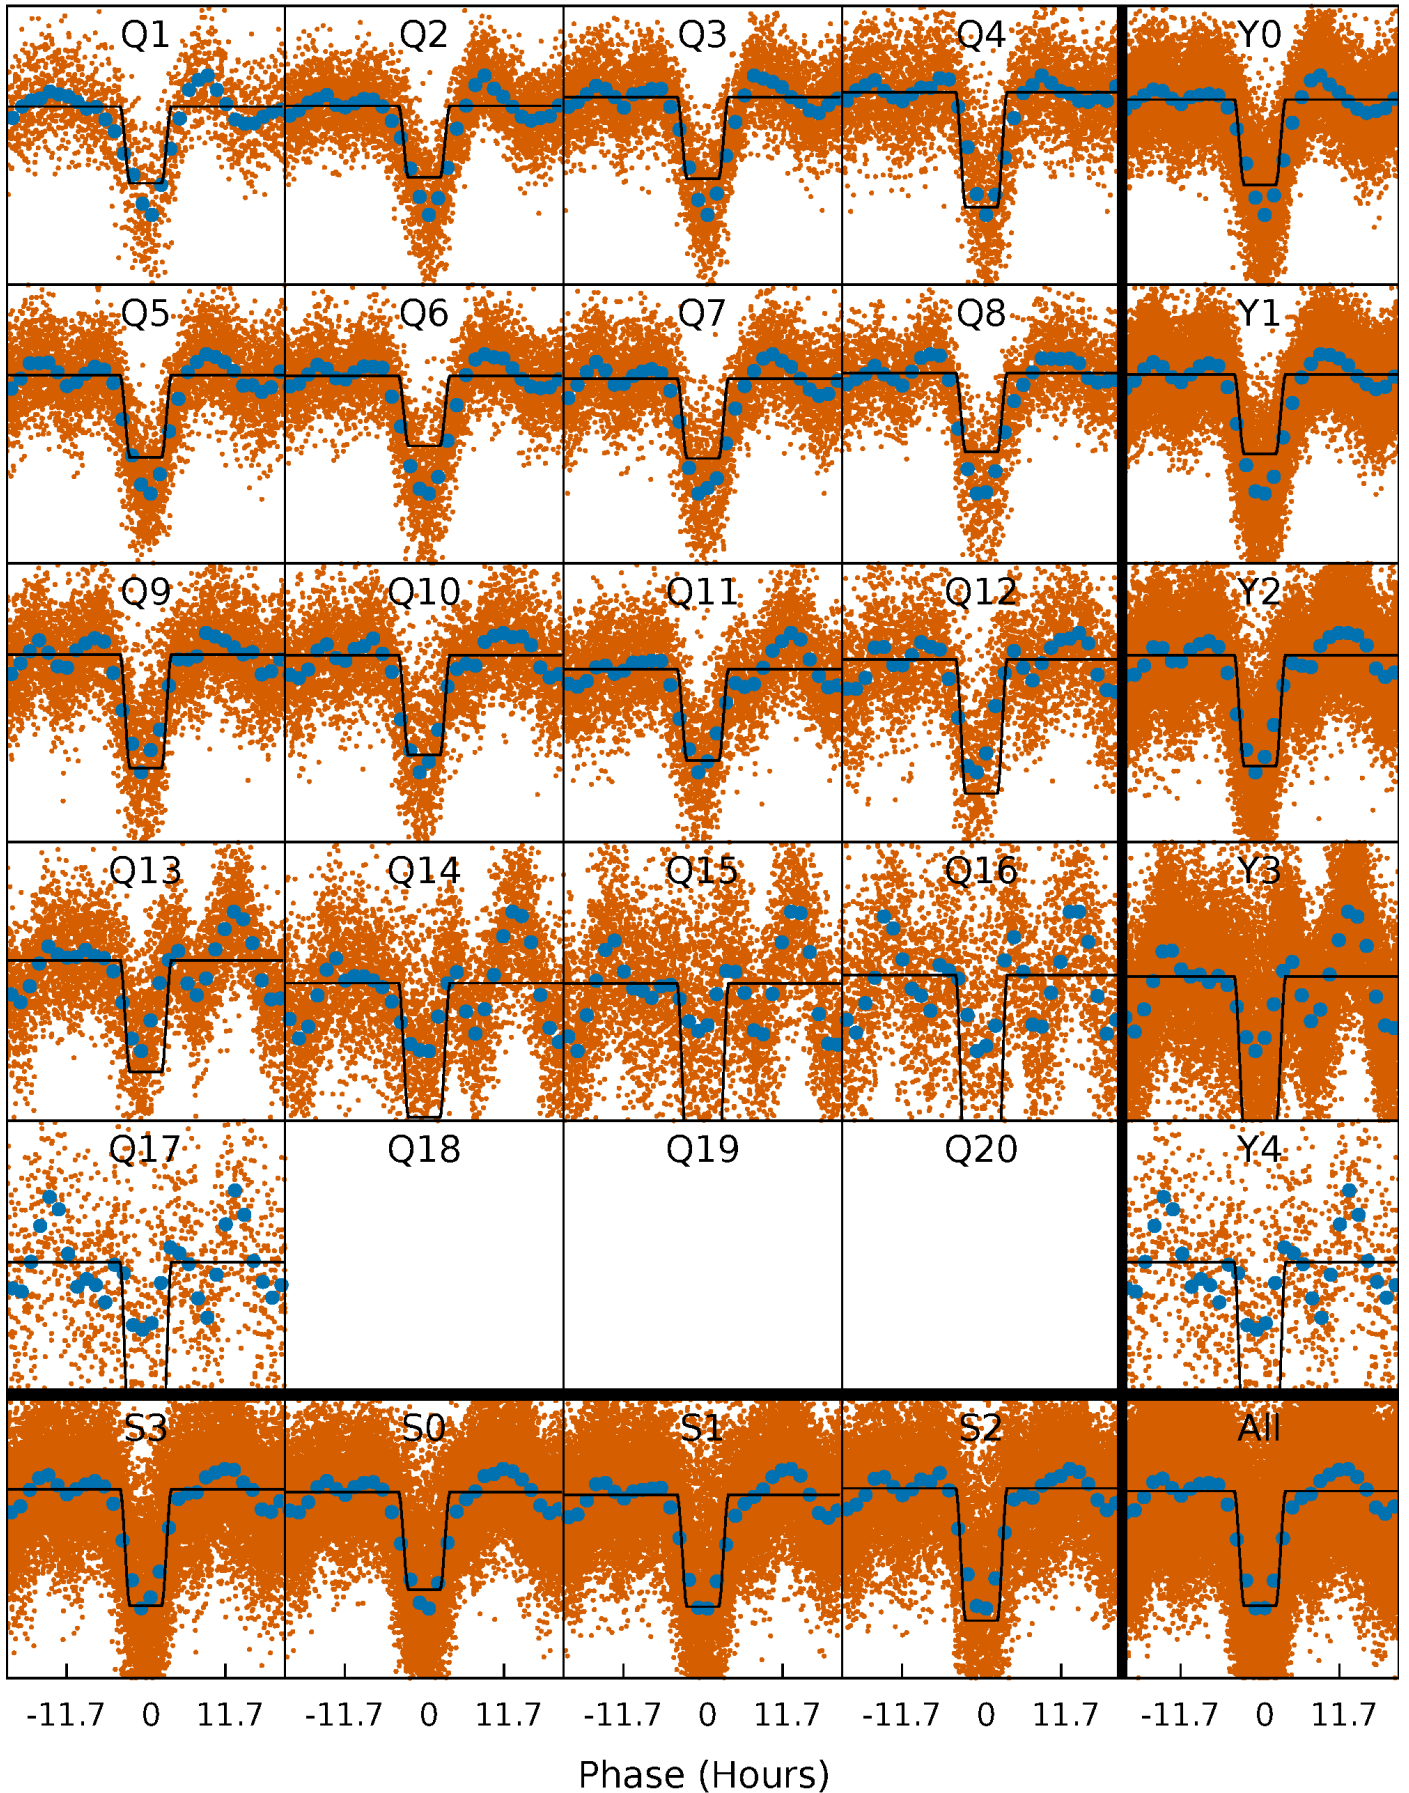 Q1 Q2 Q3 Q4 Y0
Q5 Q6 Q7 Q8 Y1
Q9 Q10 Q11 Q12 Y2
Q13 Q14 Q15 Q16 Y3
Q17 Q18 Q19 Q20 Y4
S3 S0 S1 S2 All
-11.7 0 11.7 -11.7 0 11.7 -11.7 0 11.7 -11.7 0 11.7 -11.7 0 11.7
Phase (Hours)